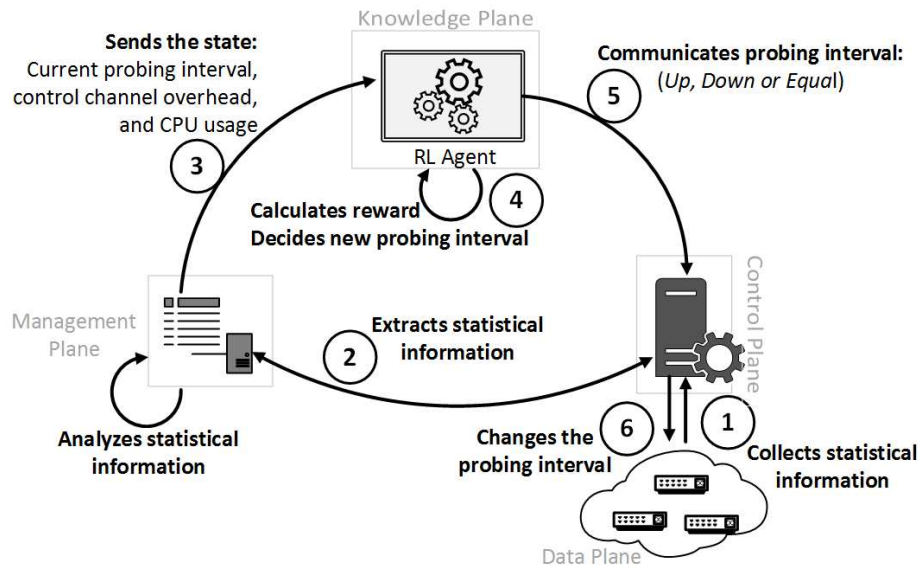 Knowledge Plane
Sends the state:
Current probing interval,
control channel overhead,
and CPU usage
3
RL Agent
4
Calculates reward
Decides new probing interval
Communicates probing interval:
(Up, Down or Equal)
5
Management
Plane
Analyzes statistical
information
2
Extracts statistical
information
Control Plane
Changes the
probing interval
6
1
Collects statistical
information
Data Plane